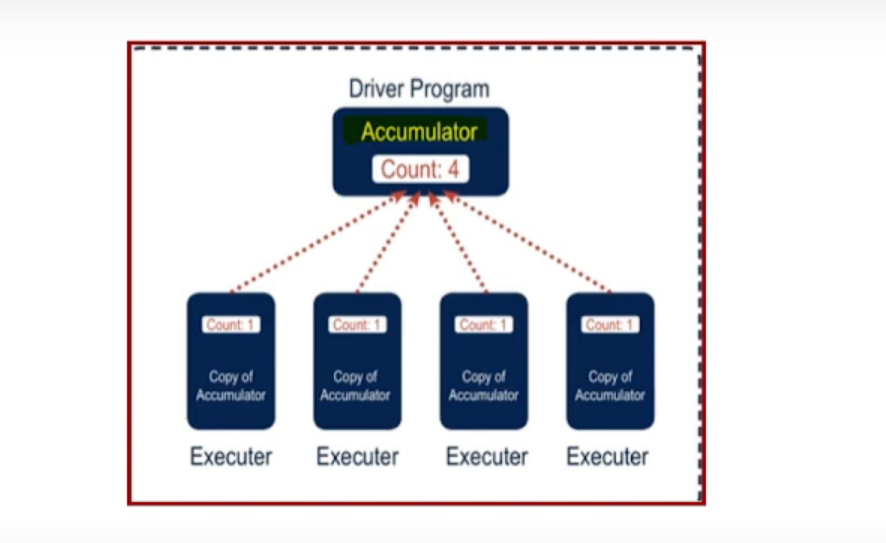 Driver Program
Accumulator
Count: 4
Count: 1
Copy of
Accumulator
Executer
Count: 1
Copy of
Accumulator
Executer
Count: 1
Copy of
Accumulator
Executer
Count: 1
Copy of
Accumulator
Executer